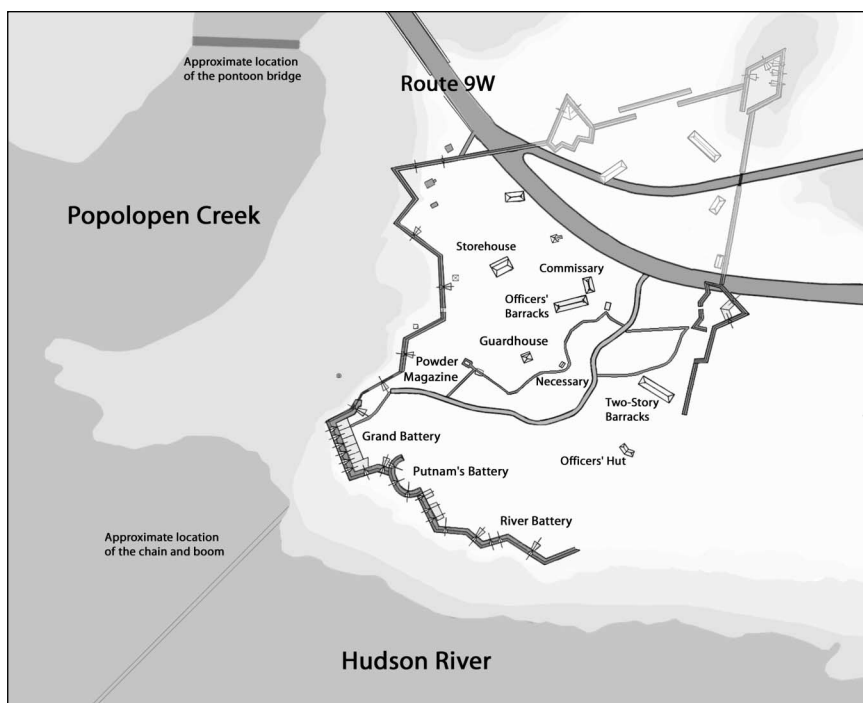 Approximate location
of the pontoon bridge
Route 9W
Popolopen Creek
Storehouse
Commissary
Officers'
Barracks
Guardhouse
Powder
Magazine
Necessary
Two-Story
Barracks
Grand Battery
Officers' Hut
Putnam's Battery
River Battery
Approximate location
of the chain and boom
Hudson River